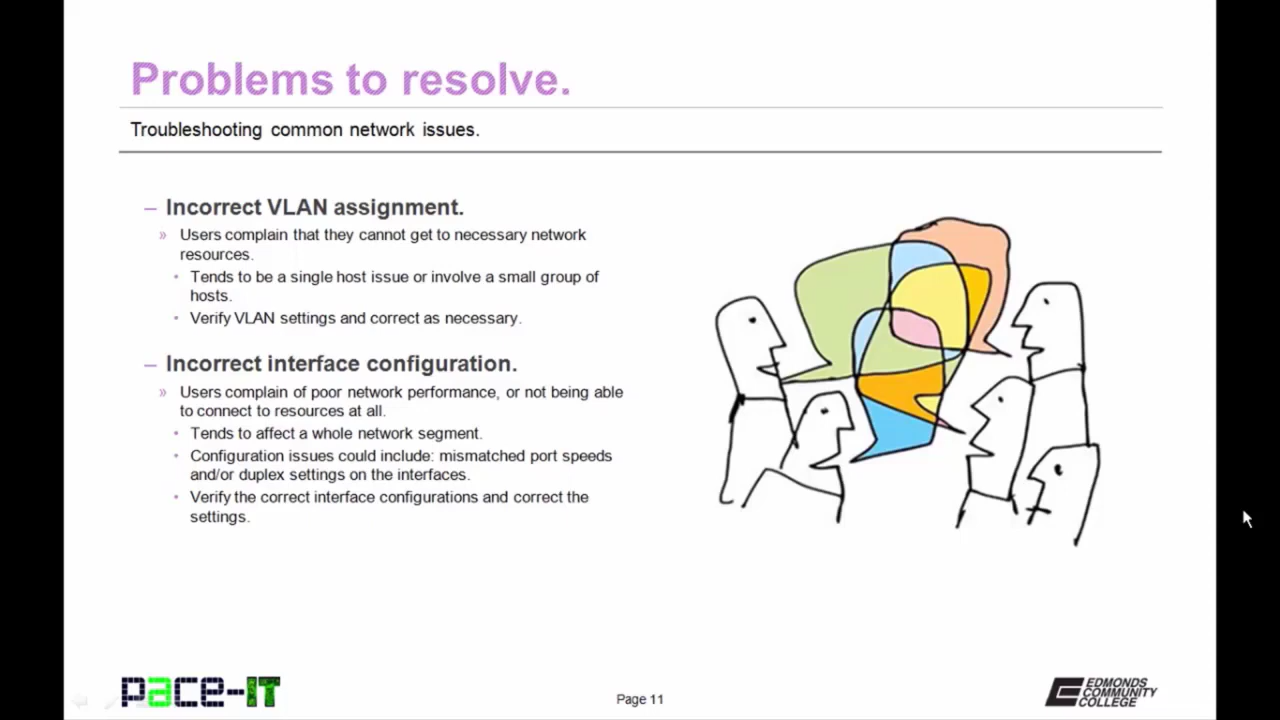 Problems to resolve.
Troubleshooting common network issues.
– Incorrect VLAN assignment.
» Users complain that they cannot get to necessary network
resources.
• Tends to be a single host issue or involve a small group of
hosts.
• Verify VLAN settings and correct as necessary.
– Incorrect interface configuration.
» Users complain of poor network performance, or not being able
to connect to resources at all.
• Tends to affect a whole network segment.
• Configuration issues could include: mismatched port speeds
and/or duplex settings on the interfaces.
• Verify the correct interface configurations and correct the
settings.
pace-IT
Page 11
EDMONDS
COMMUNITY
COLLEGE